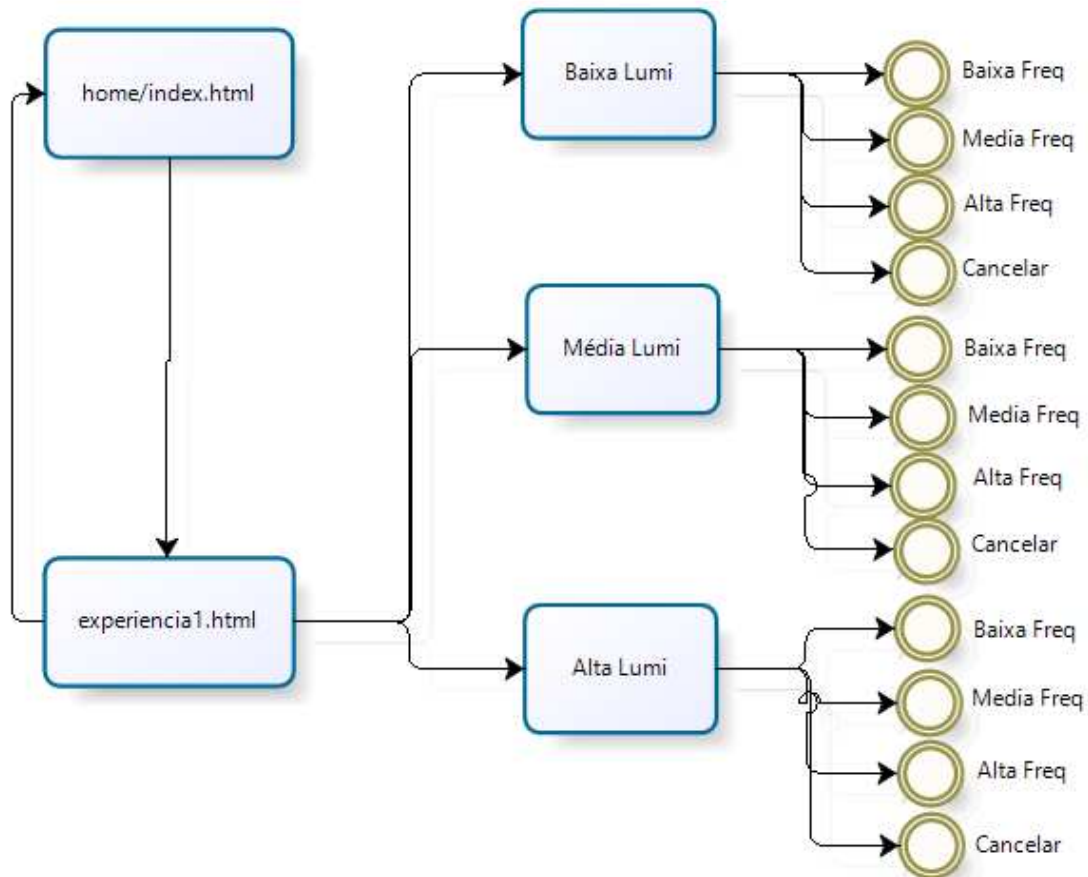 home/index.html
experiencia1.html
Baixa Lumi
Baixa Freq
Media Freq
Alta Freq
Cancelar
Média Lumi
Baixa Freq
Media Freq
Alta Freq
Cancelar
Alta Lumi
Baixa Freq
Media Freq
Alta Freq
Cancelar